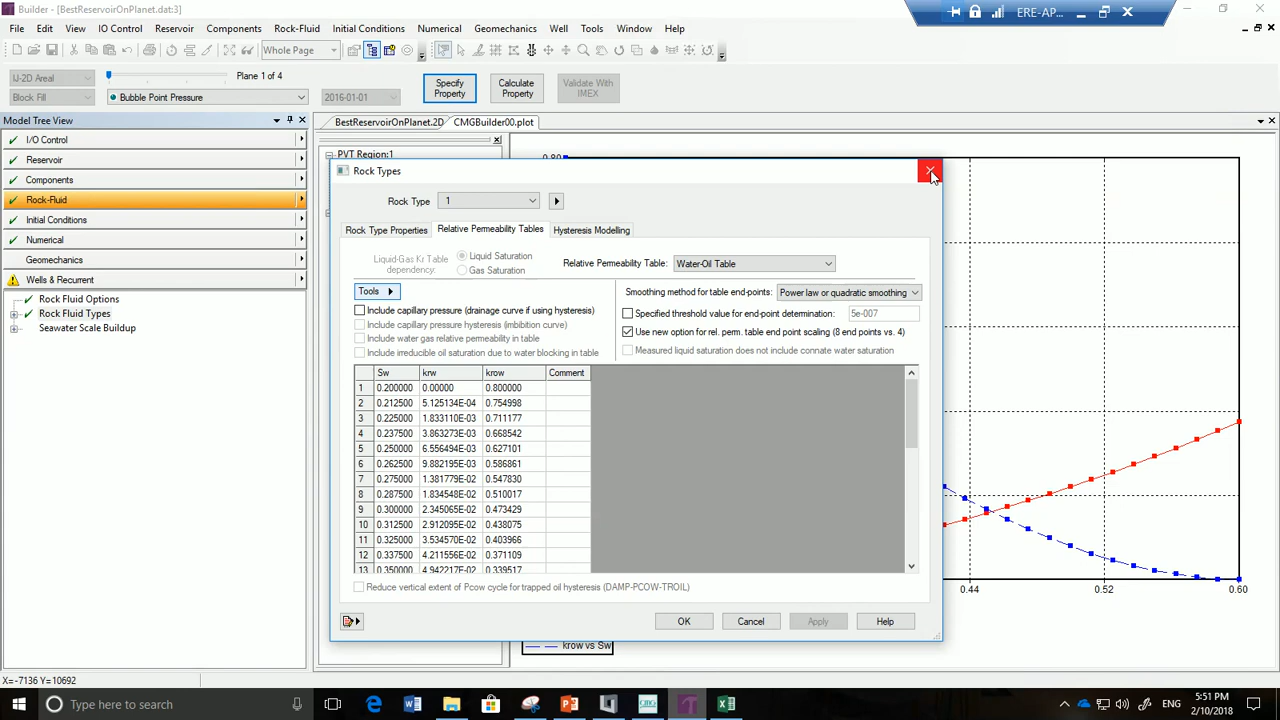 Builder - [BestReservoirOnPlanet.dat:3]
ERE-AP...
File Edit View IO Control Reservoir Components Rock-Fluid Initial Conditions Numerical Geomechanics Well Tools Window Help
Whole Page
IJ-2D Areal
Plane 1 of 4
Block Fill
Bubble Point Pressure
2016-01-01
Specify Property
Calculate Property
Validate With IMEX
Model Tree View
BestReservoirOnPlanet.2D
CMGBuilder00.plot
I/O Control
Reservoir
Components
Rock-Fluid
Initial Conditions
Numerical
Geomechanics
Wells & Recurrent
Rock Fluid Options
Rock Fluid Types
Seawater Scale Buildup
PVT Region:1
0.80
Rock Types
Rock Type 1
Rock Type Properties
Relative Permeability Tables
Hysteresis Modelling
Liquid-Gas Kr Table dependency:
Liquid Saturation
Gas Saturation
Relative Permeability Table: Water-Oil Table
Tools
Smoothing method for table end-points: Power law or quadratic smoothing
Include capillary pressure (drainage curve if using hysteresis)
Specified threshold value for end-point determination: 5e-007
Include capillary pressure hysteresis (imbibition curve)
Use new option for rel. perm. table end point scaling (8 end points vs. 4)
Include water gas relative permeability in table
Include irreducible oil saturation due to water blocking in table
Measured liquid saturation does not include connate water saturation
Sw krw krow Comment
1 0.200000 0.00000 0.800000
2 0.212500 5.125134E-04 0.754998
3 0.225000 1.833110E-03 0.711177
4 0.237500 3.863273E-03 0.668542
5 0.250000 6.556494E-03 0.627101
6 0.262500 9.882195E-03 0.586861
7 0.275000 1.381779E-02 0.547830
8 0.287500 1.834548E-02 0.510017
9 0.300000 2.345065E-02 0.473429
10 0.312500 2.912095E-02 0.438075
11 0.325000 3.534570E-02 0.403966
12 0.337500 4.211556E-02 0.371109
13 0.350000 4.942217E-02 0.339517
Reduce vertical extent of Pcow cycle for trapped oil hysteresis (DAMP-PCOW-TROIL)
OK Cancel Apply Help
0.44 0.52 0.60
krow vs Sw
X=-7136 Y=10692
Type here to search
ENG
5:51 PM
2/10/2018